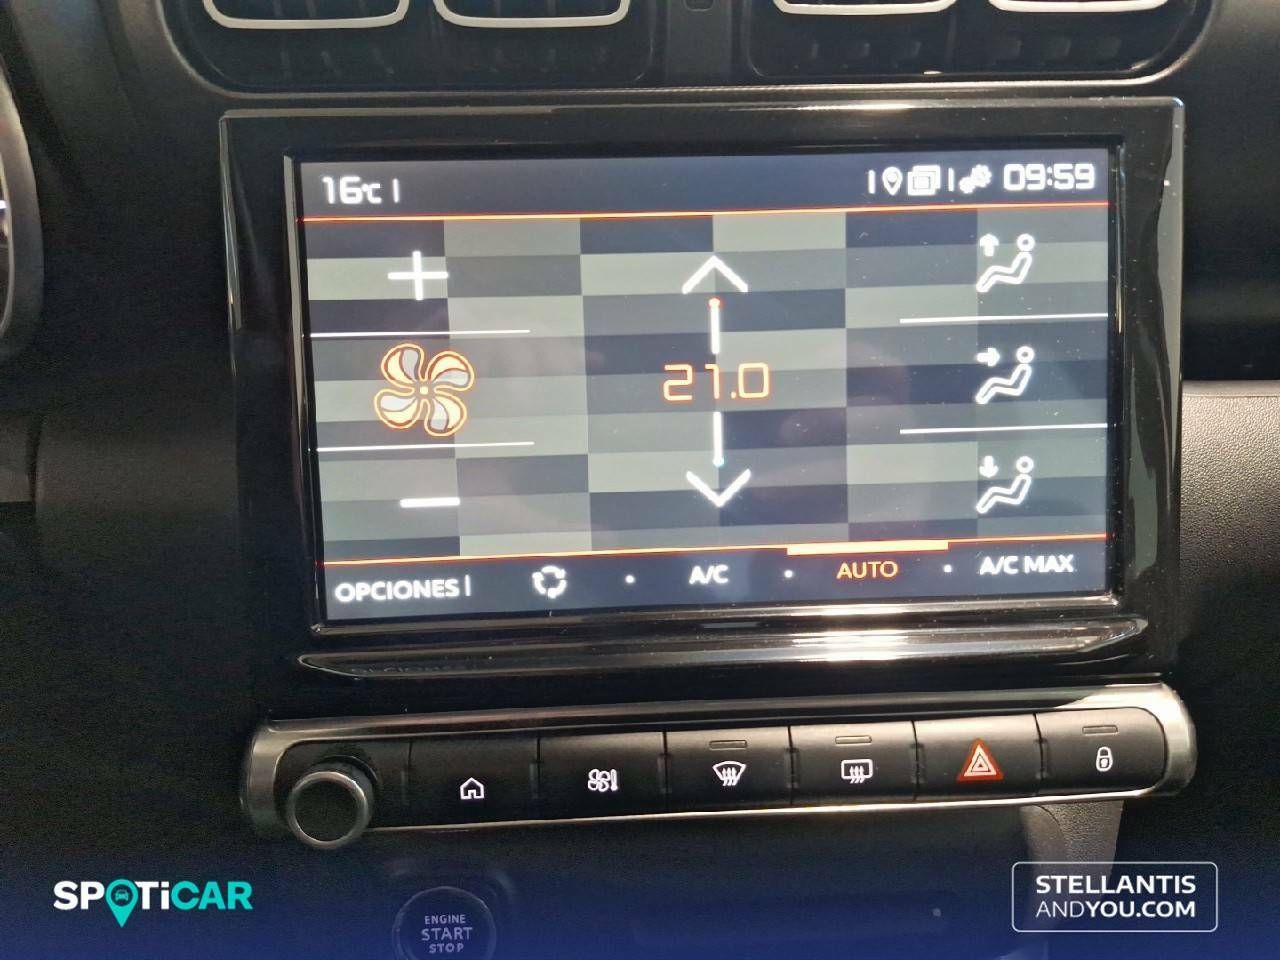 16°C
09:59
21.0
OPCIONES
A/C
AUTO
A/C MAX
SPOTiCAR
ENGINE
START
STOP
STELLANTIS
ANDYOU.COM